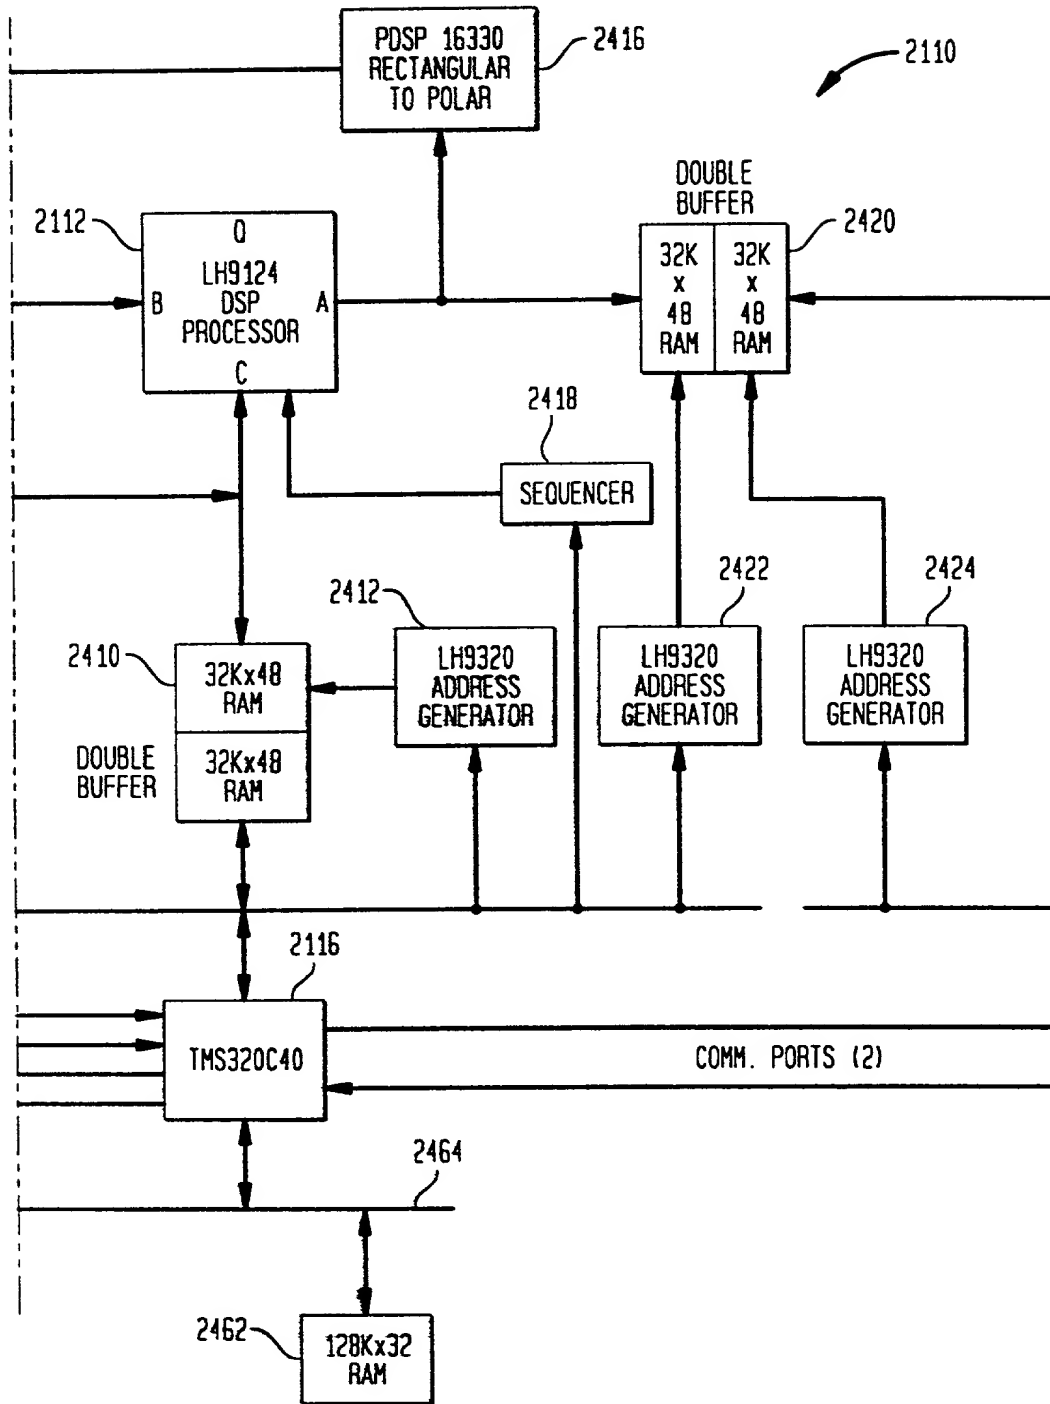 PDSP 16330
RECTANGULAR
TO POLAR
2416
2110
DOUBLE
BUFFER
2112
Q
LH9124
DSP
PROCESSOR
B
A
C
32K
x
48
RAM
32K
x
48
RAM
2420
2418
SEQUENCER
2412
2422
2424
2410
32Kx48
RAM
32Kx48
RAM
DOUBLE
BUFFER
LH9320
ADDRESS
GENERATOR
LH9320
ADDRESS
GENERATOR
LH9320
ADDRESS
GENERATOR
2116
TMS320C40
COMM. PORTS (2)
2464
2462
128Kx32
RAM